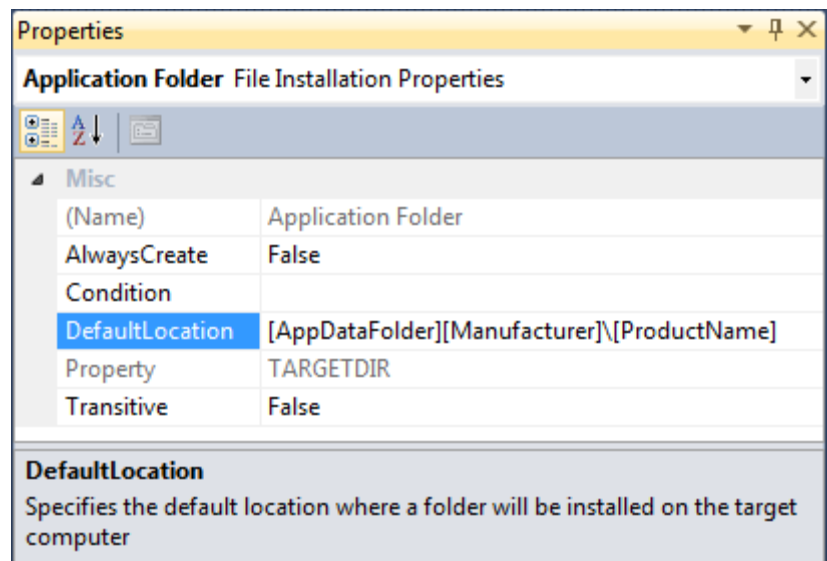 Properties
Application Folder File Installation Properties
Misc
(Name) Application Folder
AlwaysCreate False
Condition
DefaultLocation [AppDataFolder][Manufacturer]\[ProductName]
Property TARGETDIR
Transitive False
DefaultLocation
Specifies the default location where a folder will be installed on the target
computer